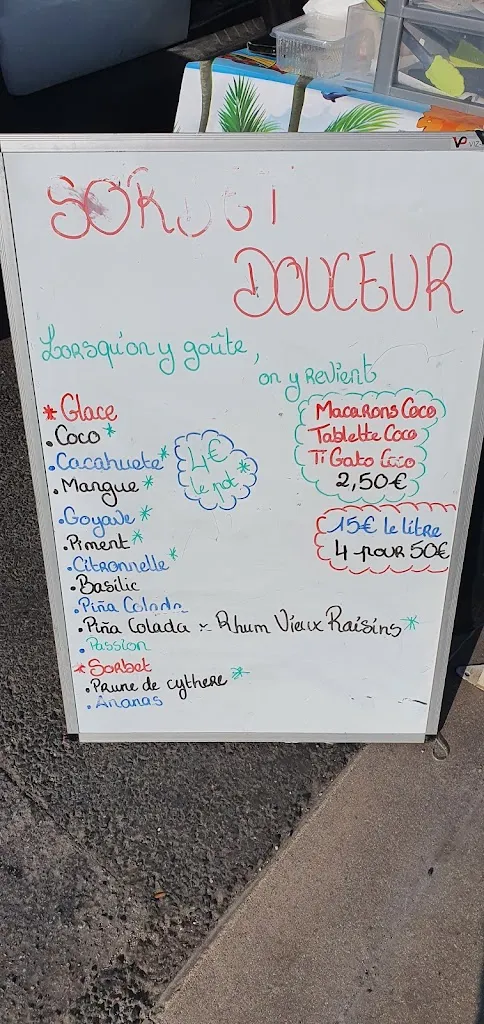 DOUCEUR
Lorsqu'on y goûte,
on y revient
* Glace
. Coco *
. Cacahuete *
. Mangue *
. Goyave *
. Piment *
. Citronnelle *
. Basilic
. Piña Colada
. Piña Colada x Rhum Vieux Raisins *
. Passion
* Sorbet
. Prune de cythere *
. Ananas
4€
le pot *
Macarons Coco
Tablette Coco
Ti Gato Coco
2,50€
15€ le litre
4 pour 50€